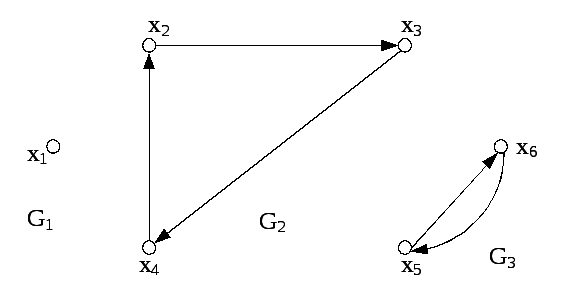 x₂
x₃
x₁
x₆
G₁
G₂
x₄
x₅
G₃